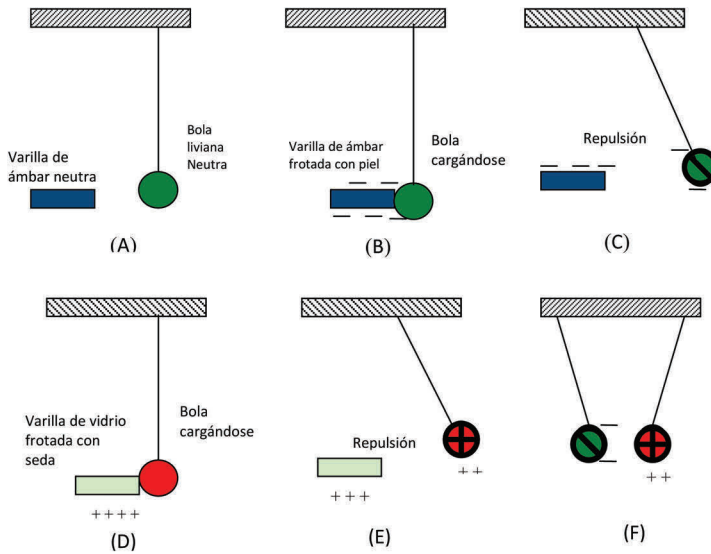 Varilla de
ámbar neutra
Bola
liviana
Neutra
(A)
Varilla de ámbar
frotada con piel
Bola
cargándose
— —
— — —
(B)
Repulsión
— — — —
—
—
(C)
Varilla de vidrio
frotada con
seda
Bola
cargándose
++++
(D)
Repulsión
+++
++
(E)
—
—
++
(F)